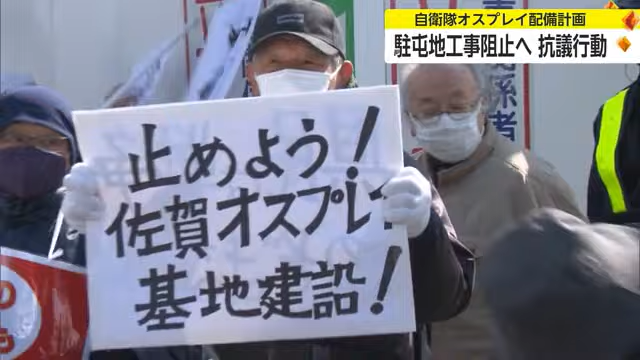 自衛隊オスプレイ配備計画
駐屯地工事阻止へ 抗議行動
止めよう!
佐賀オスプレイ
基地建設!
係者